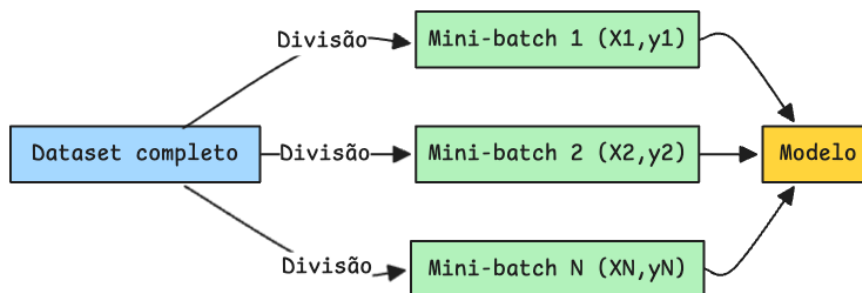 Divisão
Mini-batch 1 (X1,y1)
Dataset completo
Divisão
Mini-batch 2 (X2,y2)
Modelo
Divisão
Mini-batch N (XN,yN)